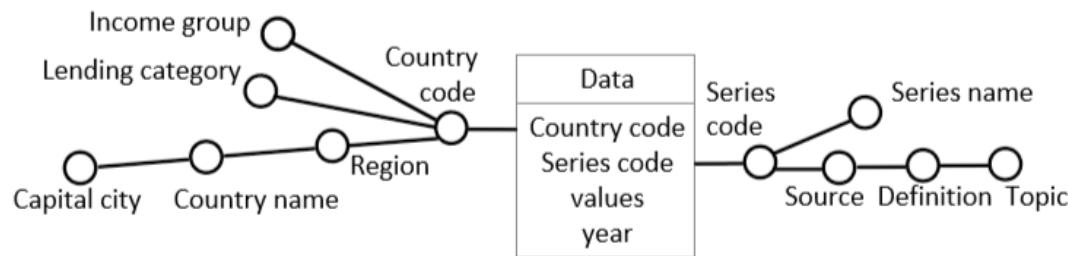 Income group
Lending category
Capital city
Country name
Region
Country
code
Data
Country code
Series code
values
year
Series
code
Series name
Source
Definition
Topic